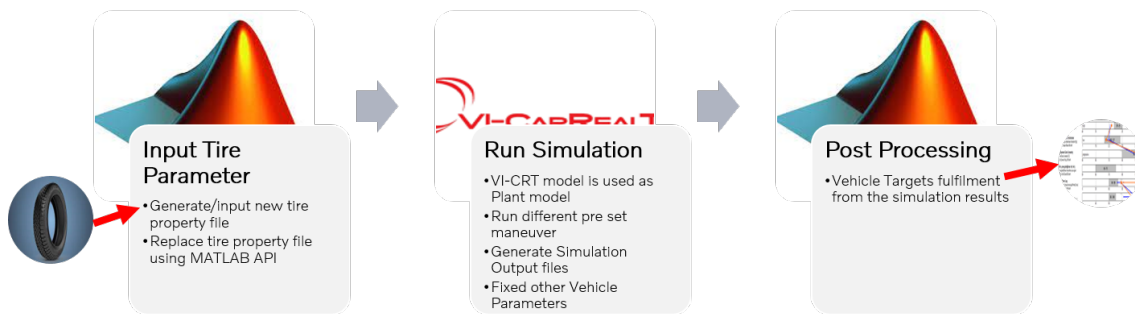 VI-CARREALT
Input Tire
Parameter
•Generate/input new tire
property file
•Replace tire property file
using MATLAB API
Run Simulation
•VI-CRT model is used as
Plant model
•Run different pre set
maneuver
•Generate Simulation
Output files
•Fixed other Vehicle
Parameters
Post Processing
•Vehicle Targets fulfilment
from the simulation results